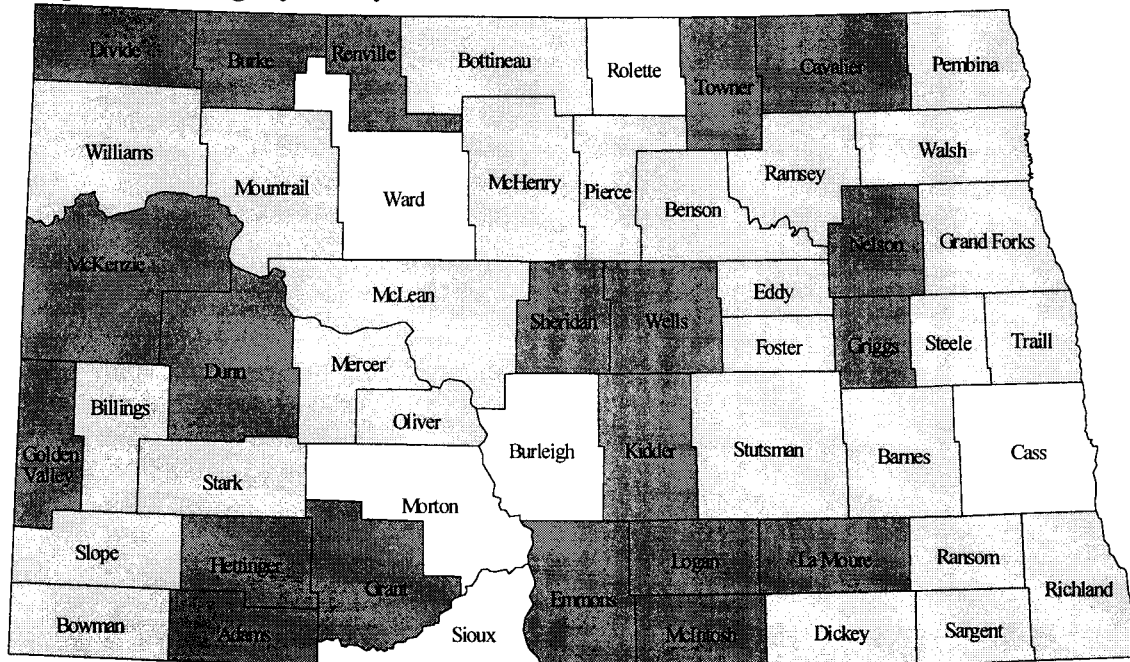 Divide
Burke
Renville
Bottineau
Rolette
Towner
Cavalier
Pembina
Williams
Mountrail
Ward
McHenry
Pierce
Benson
Ramsey
Walsh
McKenzie
McLean
Sheridan
Wells
Eddy
Nelson
Grand Forks
Dunn
Mercer
Foster
Griggs
Steele
Traill
Billings
Oliver
Golden
Valley
Stark
Morton
Burleigh
Kidder
Stutsman
Barnes
Cass
Slope
Hettinger
Grant
Emmons
Logan
La Moure
Ransom
Richland
Bowman
Adams
Sioux
McIntosh
Dickey
Sargent